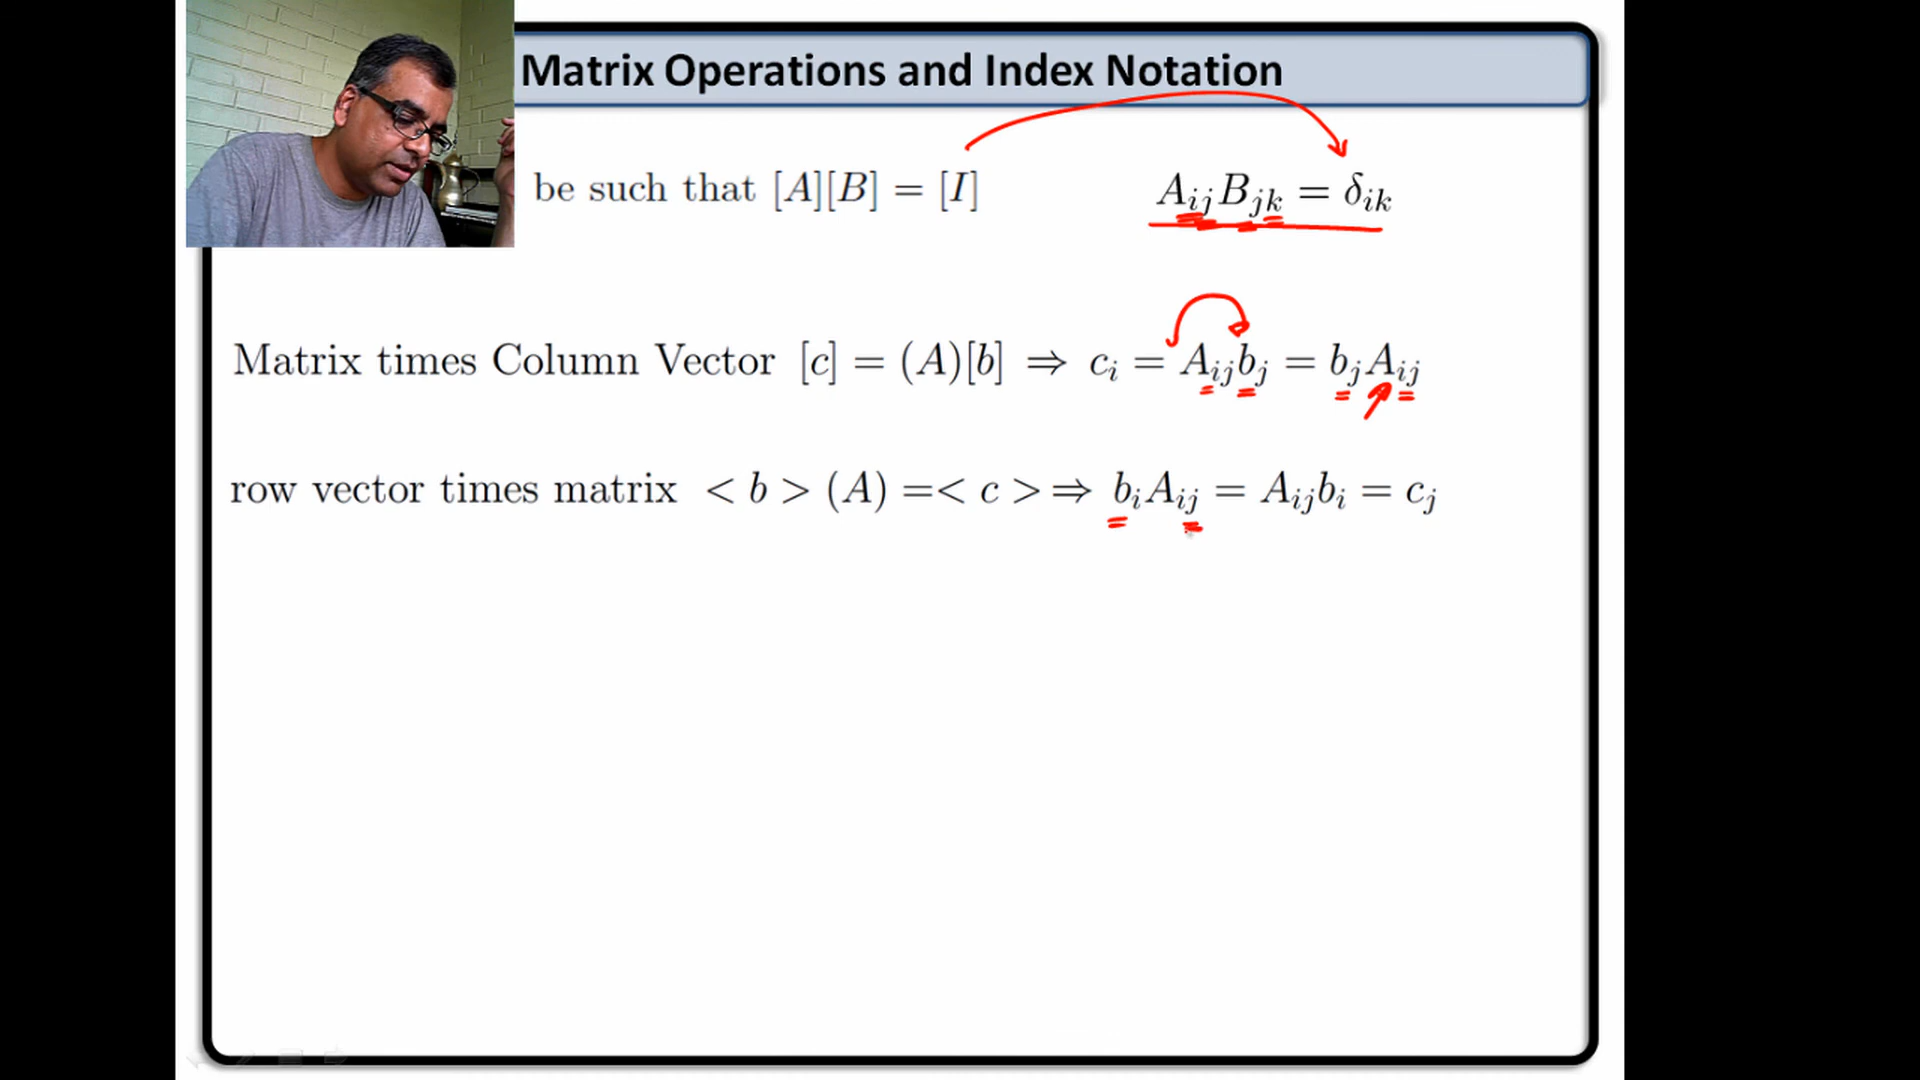 Matrix Operations and Index Notation
be such that [A][B] = [I] A_{ij}B_{jk} = δ_{ik}
Matrix times Column Vector [c] = (A)[b] ⇒ c_i = A_{ij}b_j = b_jA_{ij}
row vector times matrix < b > (A) =< c >⇒ b_iA_{ij} = A_{ij}b_i = c_j